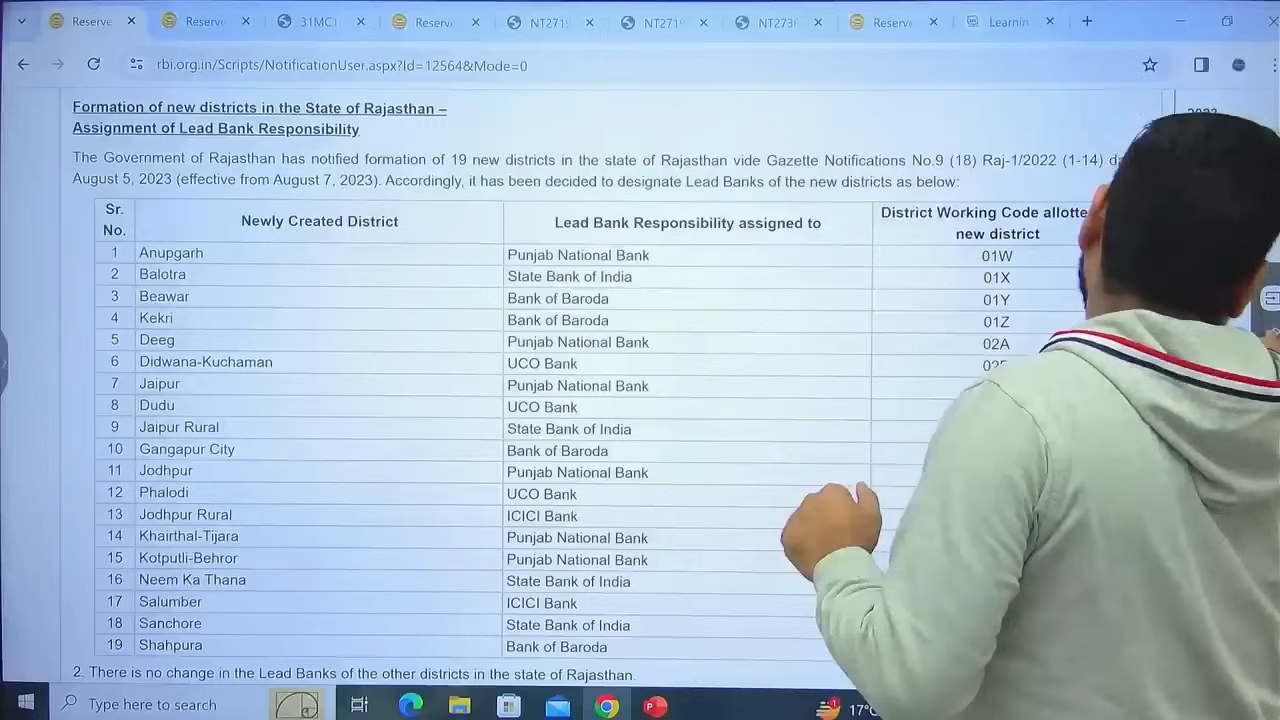 Reserve
Reserve
31MC
Reserve
NT271
NT271
NT273
Reserve
Learnin
rbi.org.in/Scripts/NotificationUser.aspx?Id=12564&Mode=0
Formation of new districts in the State of Rajasthan –
Assignment of Lead Bank Responsibility
The Government of Rajasthan has notified formation of 19 new districts in the state of Rajasthan vide Gazette Notifications No.9 (18) Raj-1/2022 (1-14)
August 5, 2023 (effective from August 7, 2023). Accordingly, it has been decided to designate Lead Banks of the new districts as below:
Sr. No. Newly Created District Lead Bank Responsibility assigned to District Working Code new district
1 Anupgarh Punjab National Bank 01W
2 Balotra State Bank of India 01X
3 Beawar Bank of Baroda 01Y
4 Kekri Bank of Baroda 01Z
5 Deeg Punjab National Bank 02A
6 Didwana-Kuchaman UCO Bank
7 Jaipur Punjab National Bank
8 Dudu UCO Bank
9 Jaipur Rural State Bank of India
10 Gangapur City Bank of Baroda
11 Jodhpur Punjab National Bank
12 Phalodi UCO Bank
13 Jodhpur Rural ICICI Bank
14 Khairthal-Tijara Punjab National Bank
15 Kotputli-Behror Punjab National Bank
16 Neem Ka Thana State Bank of India
17 Salumber ICICI Bank
18 Sanchore State Bank of India
19 Shahpura Bank of Baroda
2. There is no change in the Lead Banks of the other districts in the state of Rajasthan.
Type here to search
17°